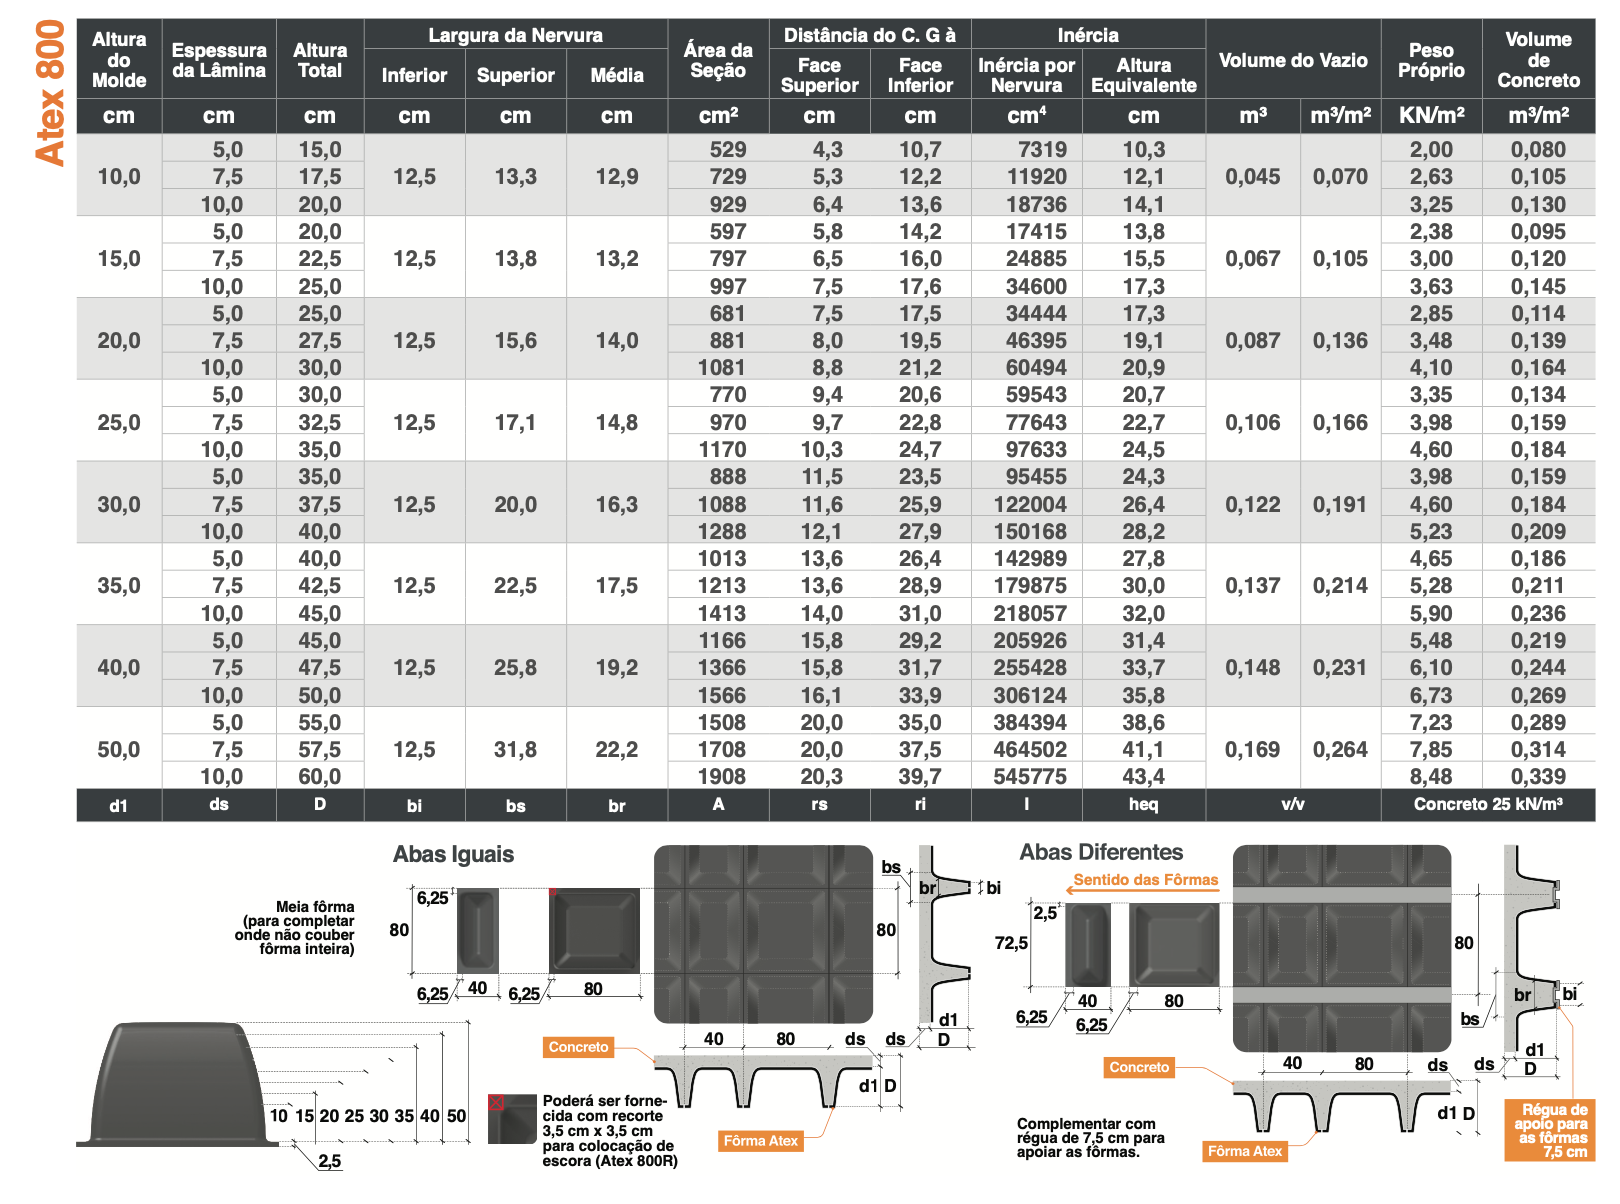 Atex 800
Altura do Molde
Espessura da Lâmina
Altura Total
Largura da Nervura
Inferior Superior Média
Área da Seção
Distância do C. G à
Face Superior Face Inferior
Inércia
Inércia por Nervura Altura Equivalente
Volume do Vazio
Peso Próprio
Volume de Concreto
cm cm cm cm cm cm cm² cm cm cm⁴ cm m³ m³/m² KN/m² m³/m²
5,0 15,0 529 4,3 10,7 7319 10,3 2,00 0,080
10,0 7,5 17,5 12,5 13,3 12,9 729 5,3 12,2 11920 12,1 0,045 0,070 2,63 0,105
10,0 20,0 929 6,4 13,6 18736 14,1 3,25 0,130
5,0 20,0 597 5,8 14,2 17415 13,8 2,38 0,095
15,0 7,5 22,5 12,5 13,8 13,2 797 6,5 16,0 24885 15,5 0,067 0,105 3,00 0,120
10,0 25,0 997 7,5 17,6 34600 17,3 3,63 0,145
5,0 25,0 681 7,5 17,5 34444 17,3 2,85 0,114
20,0 7,5 27,5 12,5 15,6 14,0 881 8,0 19,5 46395 19,1 0,087 0,136 3,48 0,139
10,0 30,0 1081 8,8 21,2 60494 20,9 4,10 0,164
5,0 30,0 770 9,4 20,6 59543 20,7 3,35 0,134
25,0 7,5 32,5 12,5 17,1 14,8 970 9,7 22,8 77643 22,7 0,106 0,166 3,98 0,159
10,0 35,0 1170 10,3 24,7 97633 24,5 4,60 0,184
5,0 35,0 888 11,5 23,5 95455 24,3 3,98 0,159
30,0 7,5 37,5 12,5 20,0 16,3 1088 11,6 25,9 122004 26,4 0,122 0,191 4,60 0,184
10,0 40,0 1288 12,1 27,9 150168 28,2 5,23 0,209
5,0 40,0 1013 13,6 26,4 142989 27,8 4,65 0,186
35,0 7,5 42,5 12,5 22,5 17,5 1213 13,6 28,9 179875 30,0 0,137 0,214 5,28 0,211
10,0 45,0 1413 14,0 31,0 218057 32,0 5,90 0,236
5,0 45,0 1166 15,8 29,2 205926 31,4 5,48 0,219
40,0 7,5 47,5 12,5 25,8 19,2 1366 15,8 31,7 255428 33,7 0,148 0,231 6,10 0,244
10,0 50,0 1566 16,1 33,9 306124 35,8 6,73 0,269
5,0 55,0 1508 20,0 35,0 384394 38,6 7,23 0,289
50,0 7,5 57,5 12,5 31,8 22,2 1708 20,0 37,5 464502 41,1 0,169 0,264 7,85 0,314
10,0 60,0 1908 20,3 39,7 545775 43,4 8,48 0,339
d1 ds D bi bs br A rs ri I heq v/v Concreto 25 kN/m³
Abas Iguais
Meia fôrma
(para completar
onde não couber
fôrma inteira)
6,25
80
6,25 40 6,25 80
80
bs
br bi
d1
ds D
40 80 ds
d1 D
Concreto
Fôrma Atex
10 15 20 25 30 35 40 50
2,5
Poderá ser forne-
cida com recorte
3,5 cm x 3,5 cm
para colocação de
escora (Atex 800R)
Abas Diferentes
Sentido das Fôrmas
2,5
72,5
40 80
6,25
6,25
80
br bi
bs
d1
ds D
40 80 ds
d1 D
Concreto
Fôrma Atex
Complementar com
régua de 7,5 cm para
apoiar as fôrmas.
Régua de
apoio para
as fôrmas
7,5 cm